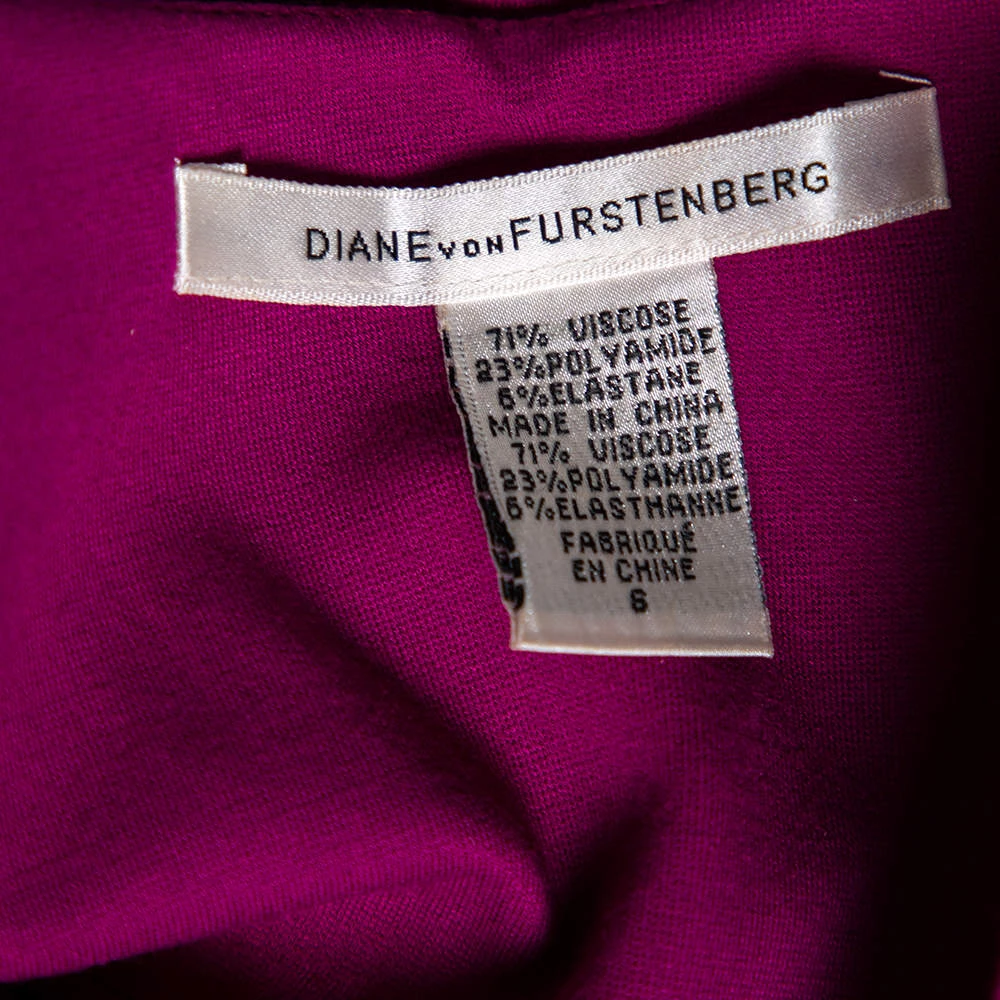 DIANE VON FURSTENBERG
71% VISCOSE
23%POLYAMIDE
6%ELASTANE
MADE IN CHINA
71% VISCOSE
23%POLYAMIDE
6%ELASTHANNE
FABRIQUÉ
EN CHINE
6